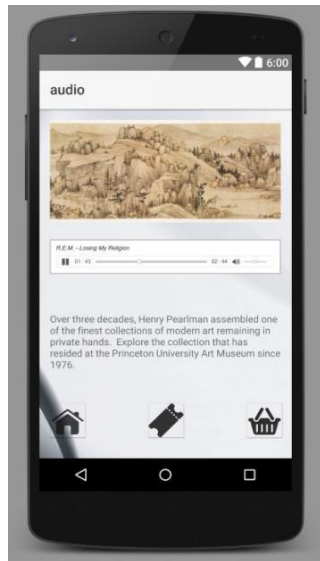 6:00
audio
R.E.M. - Losing My Religion
01 : 43 02 : 44
Over three decades, Henry Pearlman assembled one
of the finest collections of modern art remaining in
private hands.  Explore the collection that has
resided at the Princeton University Art Museum since
1976.